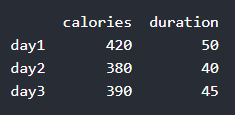 calories duration
day1 420 50
day2 380 40
day3 390 45